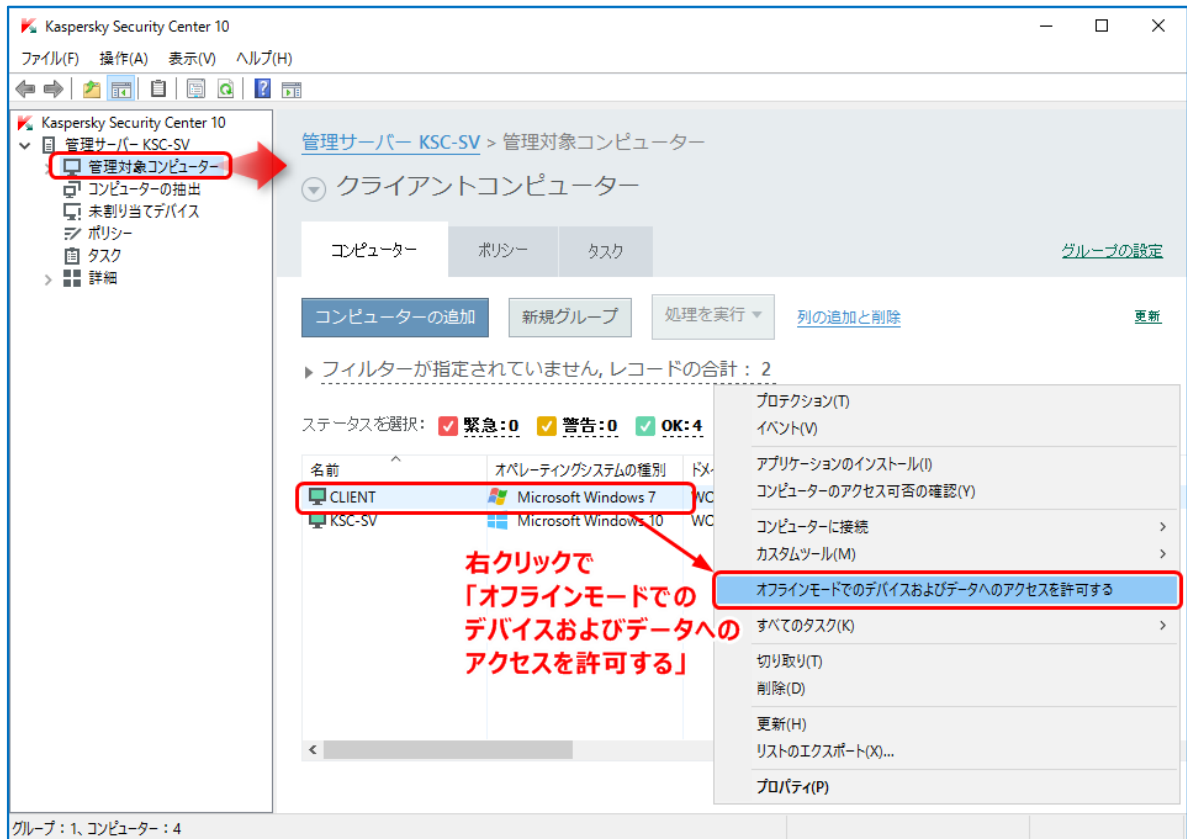 Kaspersky Security Center 10
ファイル(F) 操作(A) 表示(V) ヘルプ(H)
Kaspersky Security Center 10
管理サーバー KSC-SV
管理対象コンピューター
コンピューターの抽出
未割り当てデバイス
ポリシー
タスク
詳細
管理サーバー KSC-SV > 管理対象コンピューター
クライアントコンピューター
コンピューター ポリシー タスク グループの設定
コンピューターの追加 新規グループ 処理を実行 列の追加と削除 更新
フィルターが指定されていません, レコードの合計 : 2
ステータスを選択: 緊急:0 警告:0 OK:4
名前 オペレーティングシステムの種別 ドメ
CLIENT Microsoft Windows 7 WO
KSC-SV Microsoft Windows 10 WO
右クリックで
「オフラインモードでの
デバイスおよびデータへの
アクセスを許可する」
プロテクション(T)
イベント(V)
アプリケーションのインストール(I)
コンピューターのアクセス可否の確認(Y)
コンピューターに接続
カスタムツール(M)
オフラインモードでのデバイスおよびデータへのアクセスを許可する
すべてのタスク(K)
切り取り(T)
削除(D)
更新(H)
リストのエクスポート(X)...
プロパティ(P)
グループ : 1、コンピューター : 4